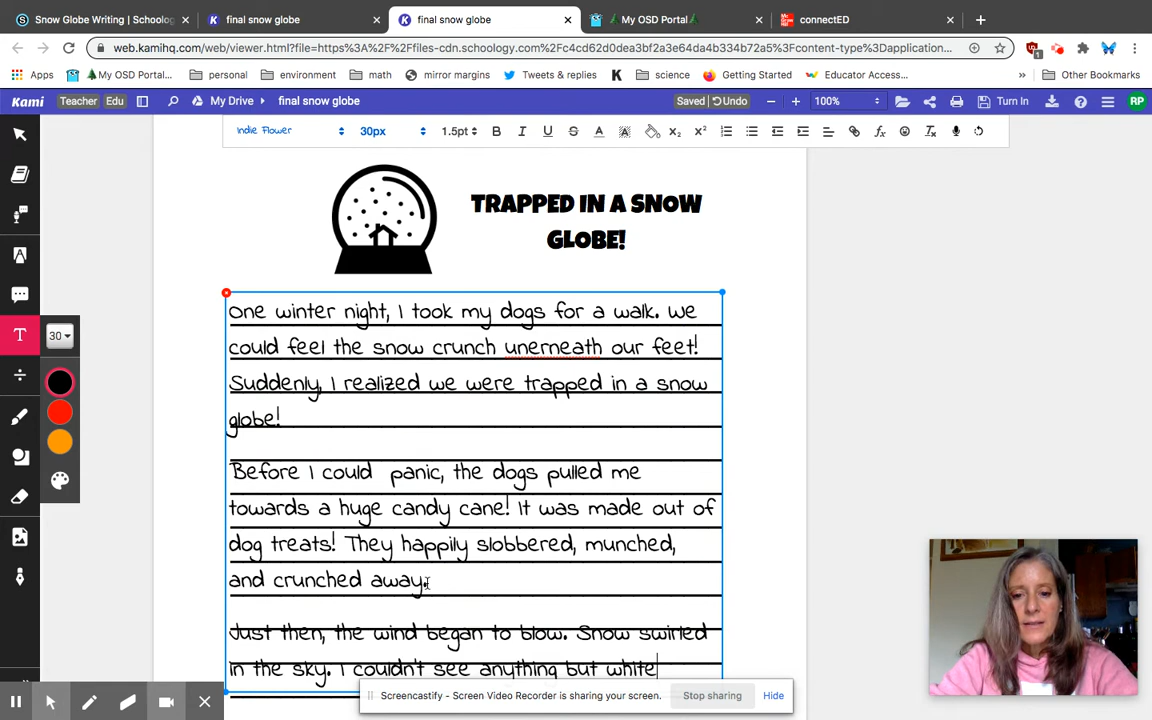 Snow Globe Writing | Schoolog
final snow globe
final snow globe
My OSD Portal
connectED
web.kamihq.com/web/viewer.html?file=https%3A%2F%2Ffiles-cdn.schoology.com%2Fc4cd62d0dea3bf2a3e64da4b334b72a5%3Fcontent-type%3Dapplication...
Apps
My OSD Portal...
personal
environment
math
mirror margins
Tweets & replies
science
Getting Started
Educator Access...
»
Other Bookmarks
Kami
Teacher
Edu
My Drive
final snow globe
Saved
Undo
100%
Turn In
RP
Indie Flower
30px
1.5pt
B I U S A A X₂ X²
TRAPPED IN A SNOW
GLOBE!
30
One winter night, I took my dogs for a walk. We
could feel the snow crunch unerneath our feet!
Suddenly, I realized we were trapped in a snow
globe!
Before I could panic, the dogs pulled me
towards a huge candy cane! It was made out of
dog treats! They happily slobbered, munched,
and crunched away.
Just then, the wind began to blow. Snow swirled
in the sky. I couldn't see anything but white
Screencastify - Screen Video Recorder is sharing your screen.
Stop sharing
Hide